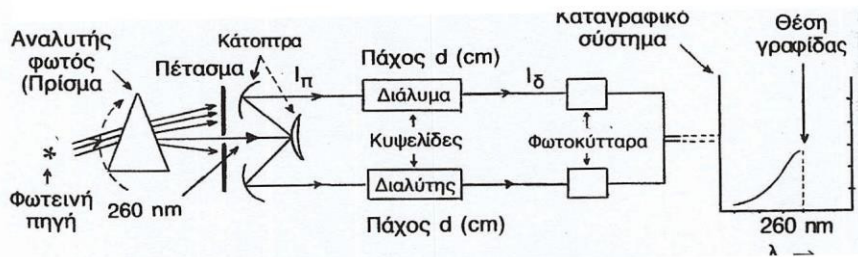 Αναλυτής
φωτός
(Πρίσμα
Πέτασμα
Κάτοπτρα
Iπ
Πάχος d (cm)
Iδ
Καταγραφικό
σύστημα
Θέση
γραφίδας
Διάλυμα
Κυψελίδες
Φωτοκύτταρα
*
Φωτεινή
πηγή
260 nm
Διαλύτης
Πάχος d (cm)
260 nm
λ